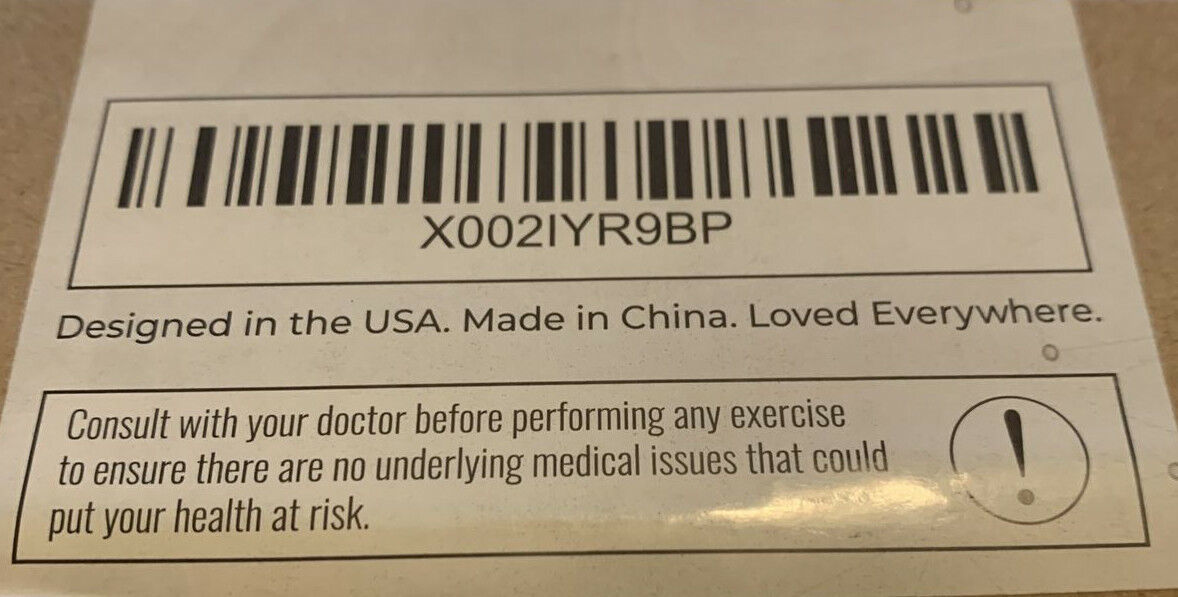 X002IYR9BP
Designed in the USA. Made in China. Loved Everywhere.
Consult with your doctor before performing any exercise
to ensure there are no underlying medical issues that could
put your health at risk.